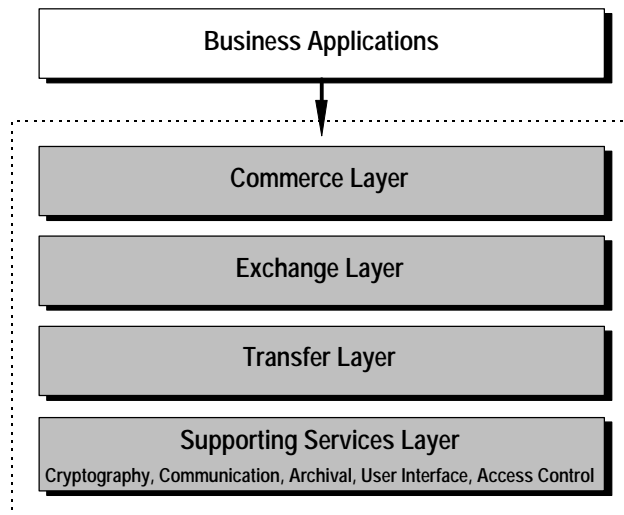 Business Applications
Commerce Layer
Exchange Layer
Transfer Layer
Supporting Services Layer
Cryptography, Communication, Archival, User Interface, Access Control